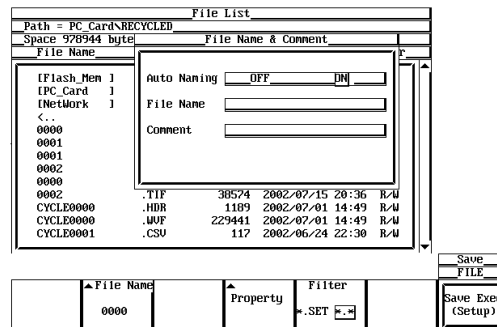 File List
Path = PC_Card\RECYCLED
Space 978944 byte
File Name
File Name & Comment
[Flash_Mem ]
[PC_Card ]
[NetWork ]
<..
0000
0001
0001
0002
0000
Auto Naming OFF ON
File Name
Comment
0002 .TIF 38574 2002/07/15 20:36 R/W
CYCLE0000 .HDR 1189 2002/07/01 14:49 R/W
CYCLE0000 .WVF 229441 2002/07/01 14:49 R/W
CYCLE0001 .CSV 117 2002/06/24 22:30 R/W
Save
FILE
File Name
0000
Property
Filter
*.SET *.*
Save Exec
(Setup)